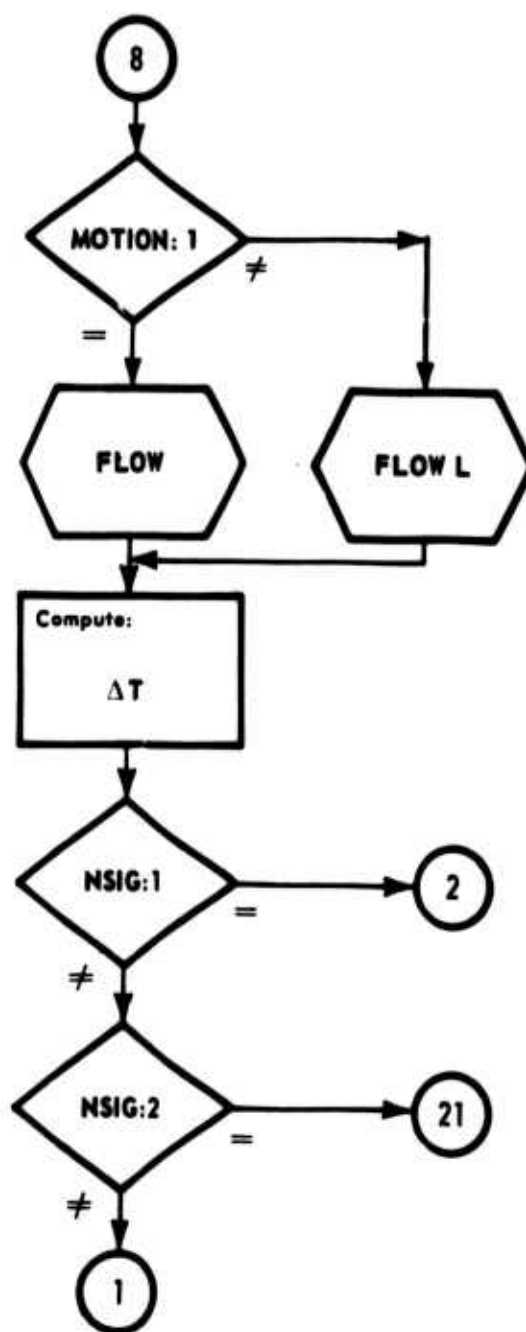 8
MOTION: 1
≠
=
FLOW
FLOW L
Compute:
ΔT
NSIG:1
=
2
≠
NSIG:2
=
21
≠
1